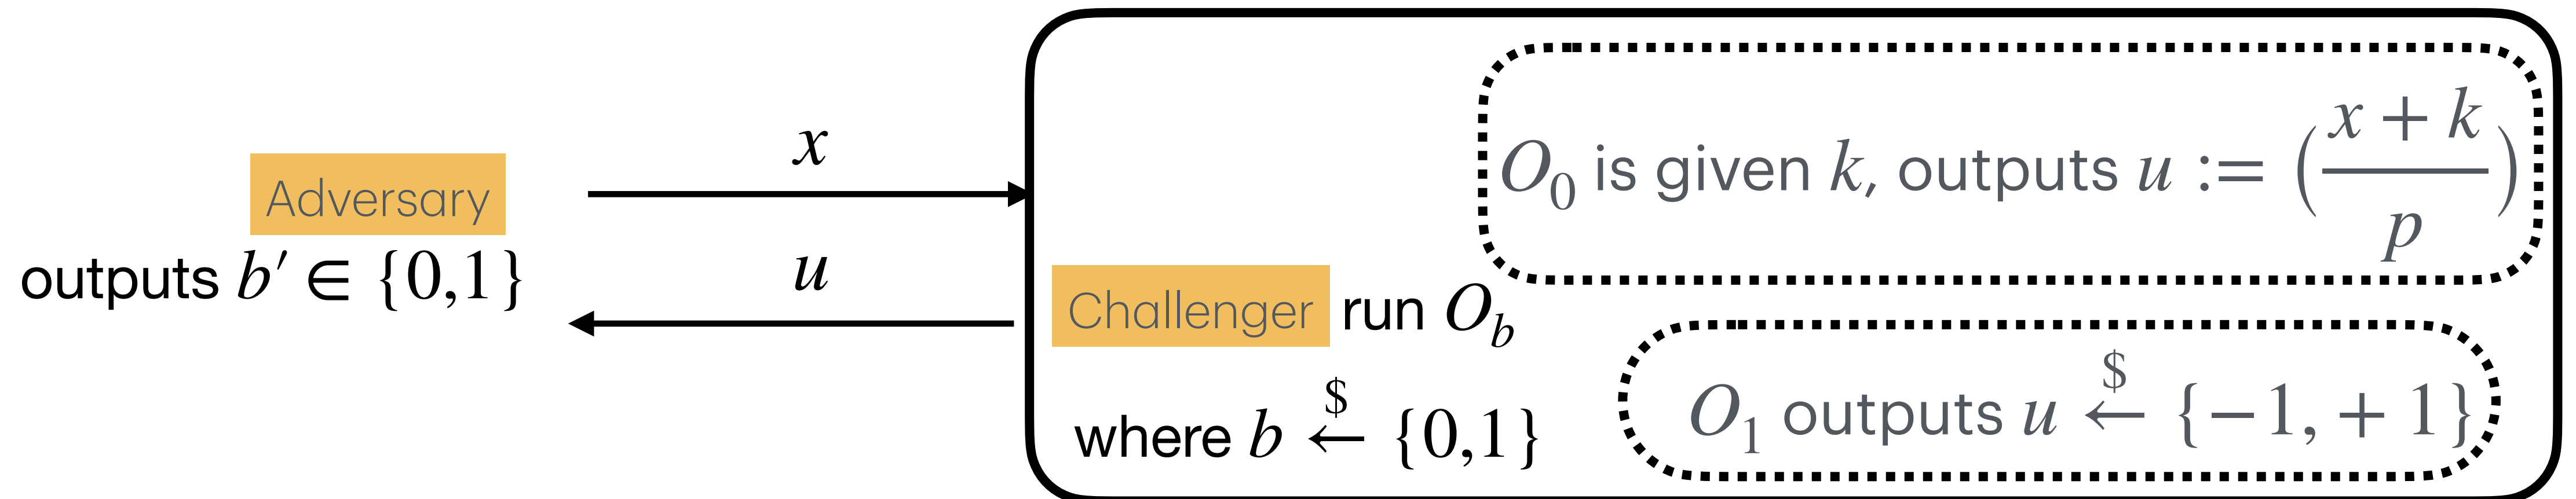 x
Adversary
outputs b′ ∈ {0,1}
u
O₀ is given k, outputs u := (x + k / p)
Challenger run O_b
where b ←$ {0,1}
O₁ outputs u ←$ {−1, + 1}